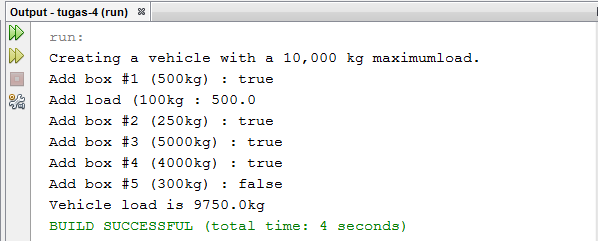 Output - tugas-4 (run)
run:
Creating a vehicle with a 10,000 kg maximumload.
Add box #1 (500kg) : true
Add load (100kg : 500.0
Add box #2 (250kg) : true
Add box #3 (5000kg) : true
Add box #4 (4000kg) : true
Add box #5 (300kg) : false
Vehicle load is 9750.0kg
BUILD SUCCESSFUL (total time: 4 seconds)